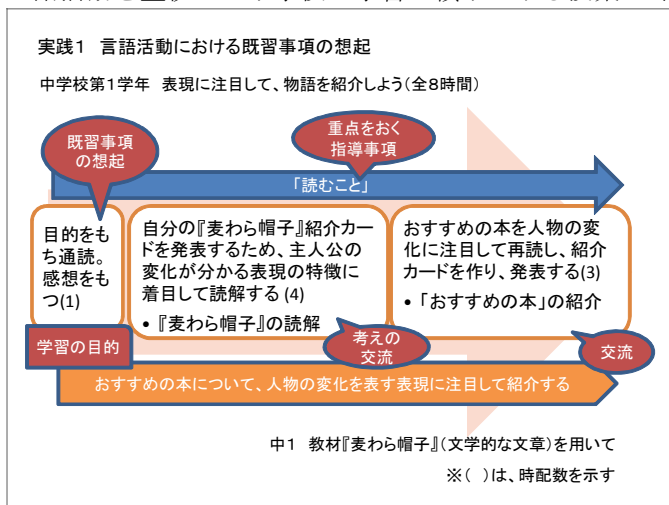 実践1　言語活動における既習事項の想起
中学校第1学年　表現に注目して、物語を紹介しよう(全8時間)
既習事項
の想起
重点をおく
指導事項
「読むこと」
目的をも
ち通読。
感想をも
つ(1)
自分の『麦わら帽子』紹介カー
ドを発表するため、主人公の
変化が分かる表現の特徴に
着目して読解する(4)
• 『麦わら帽子』の読解
おすすめの本を人物の変
化に注目して再読し、紹介
カードを作り、発表する(3)
• 「おすすめの本」の紹介
学習の目的
考えの
交流
交流
おすすめの本について、人物の変化を表す表現に注目して紹介する
中1　教材『麦わら帽子』(文学的な文章)を用いて
※(　)は、時配数を示す